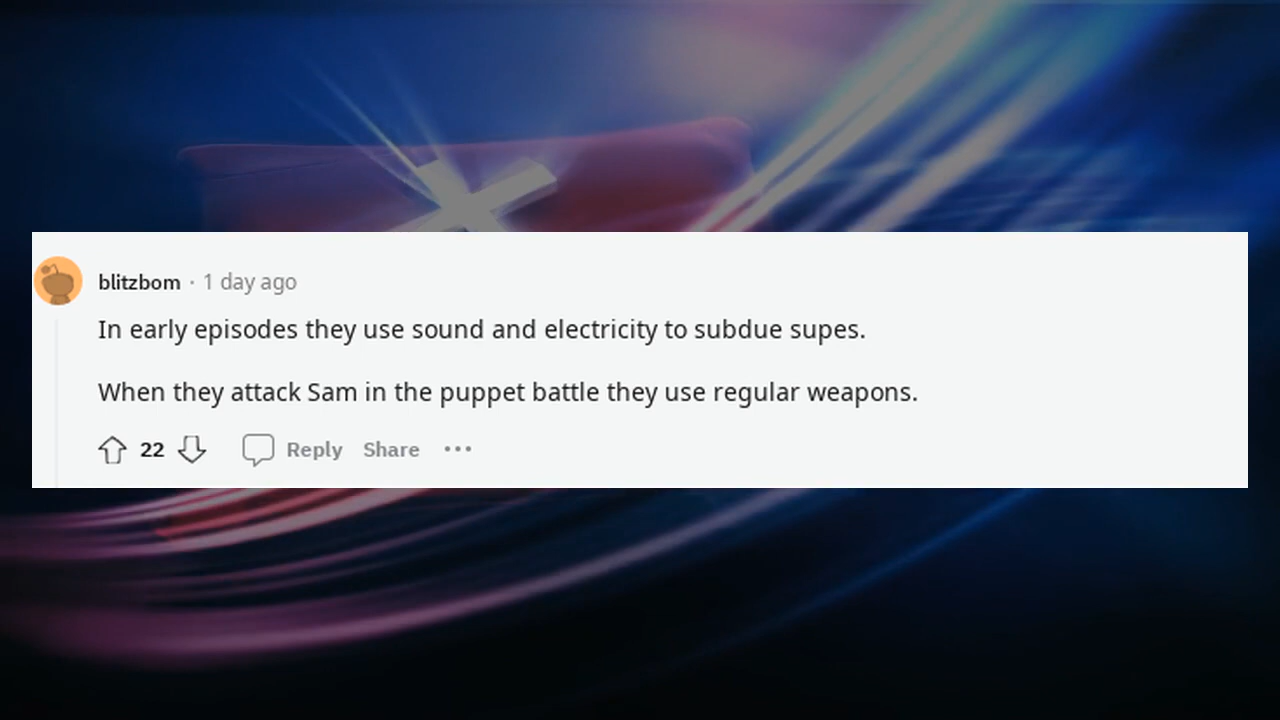 blitzbom · 1 day ago
In early episodes they use sound and electricity to subdue supes.
When they attack Sam in the puppet battle they use regular weapons.
22 Reply Share ···